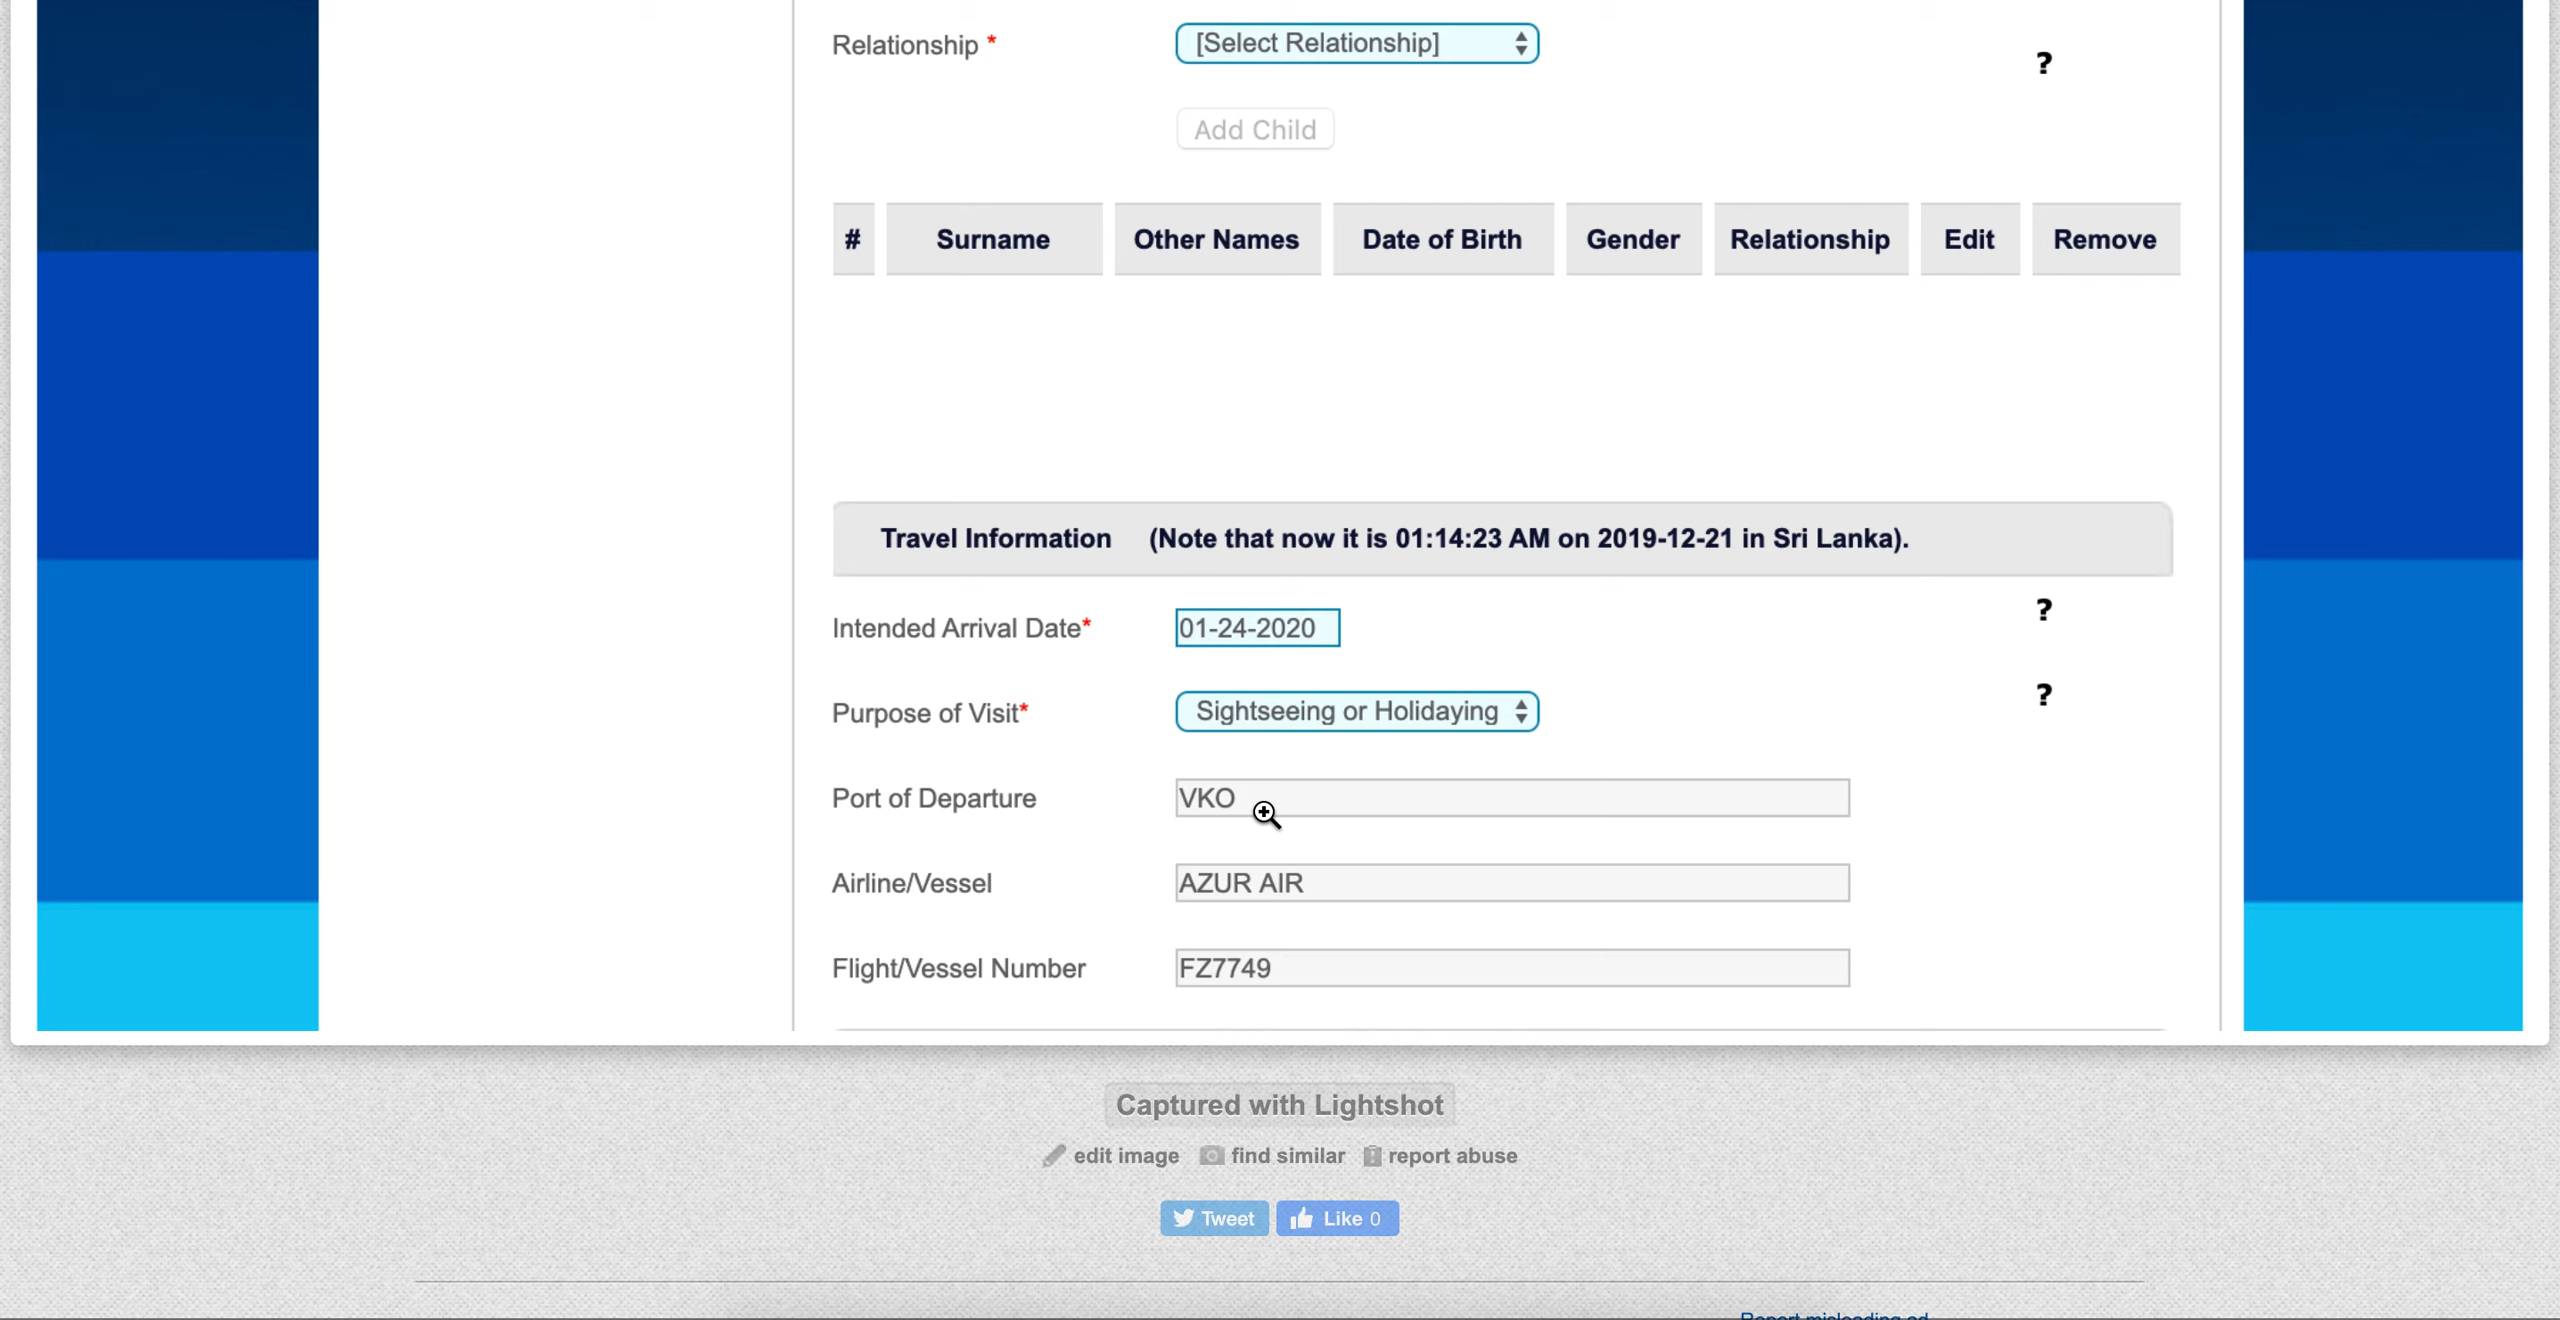 Relationship *
[Select Relationship]
?
Add Child
# Surname Other Names Date of Birth Gender Relationship Edit Remove
Travel Information (Note that now it is 01:14:23 AM on 2019-12-21 in Sri Lanka).
Intended Arrival Date* 01-24-2020 ?
Purpose of Visit* Sightseeing or Holidaying ?
Port of Departure VKO
Airline/Vessel AZUR AIR
Flight/Vessel Number FZ7749
Captured with Lightshot
edit image find similar report abuse
Tweet Like 0
Report misleading ad